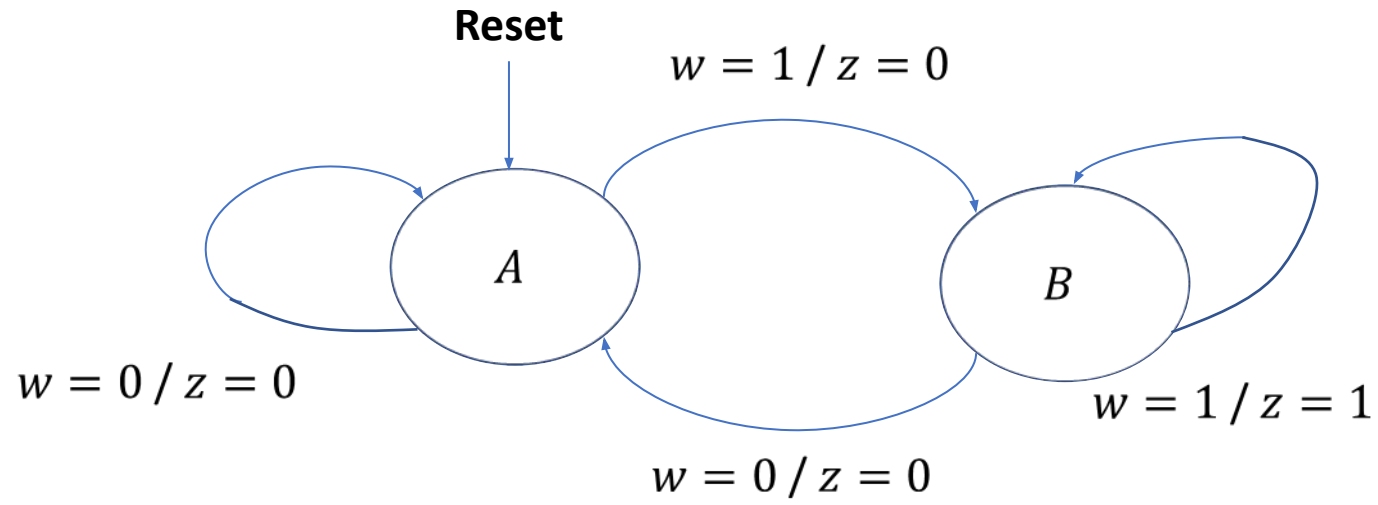 Reset
w = 1 / z = 0
A
B
w = 0 / z = 0
w = 1 / z = 1
w = 0 / z = 0